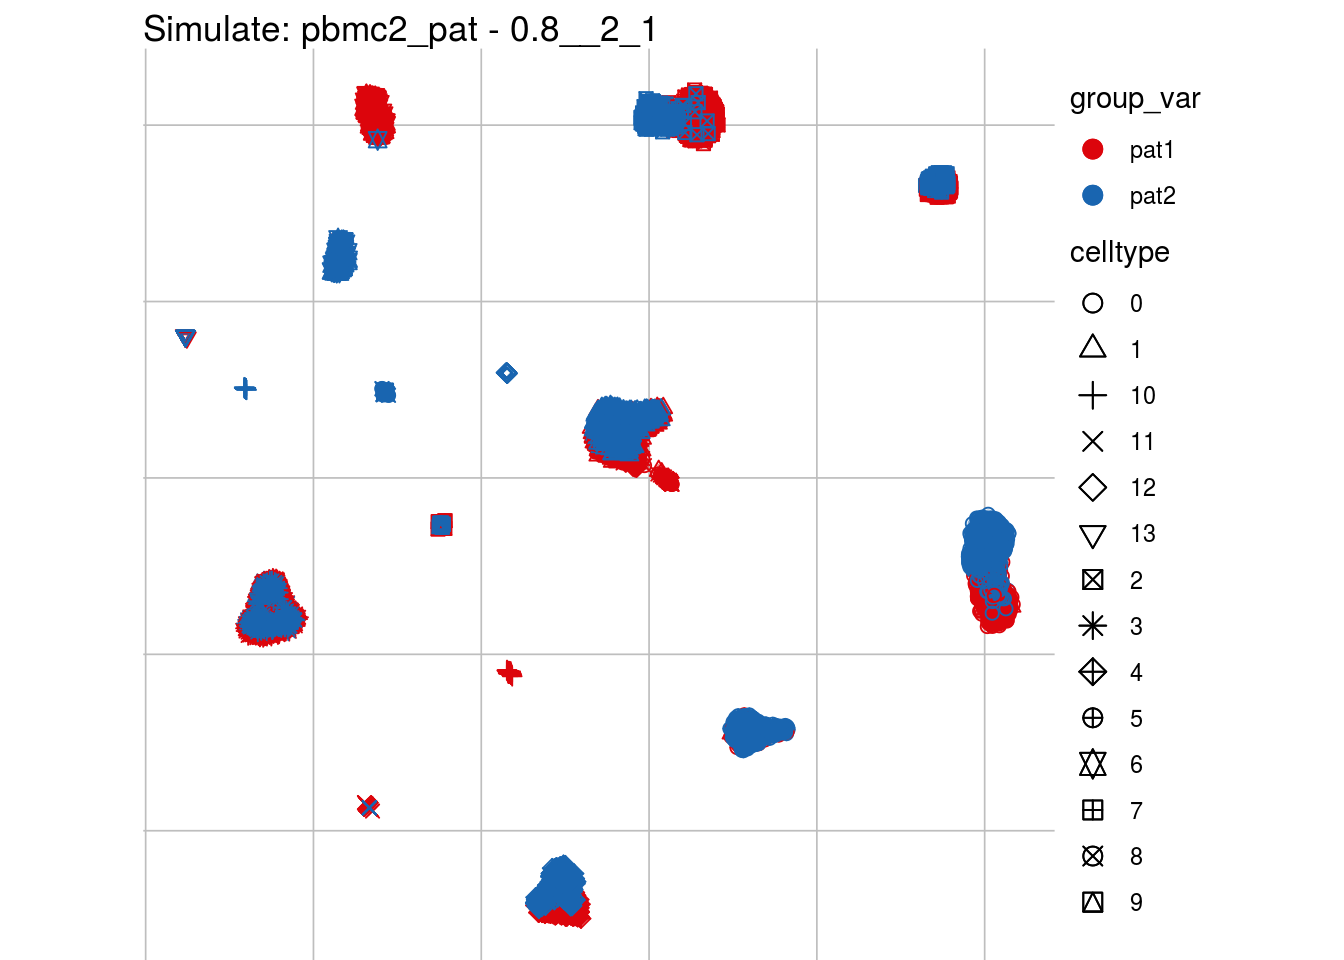 Simulate: pbmc2_pat - 0.8__2_1
group_var
pat1
pat2
celltype
0
1
10
11
12
13
2
3
4
5
6
7
8
9